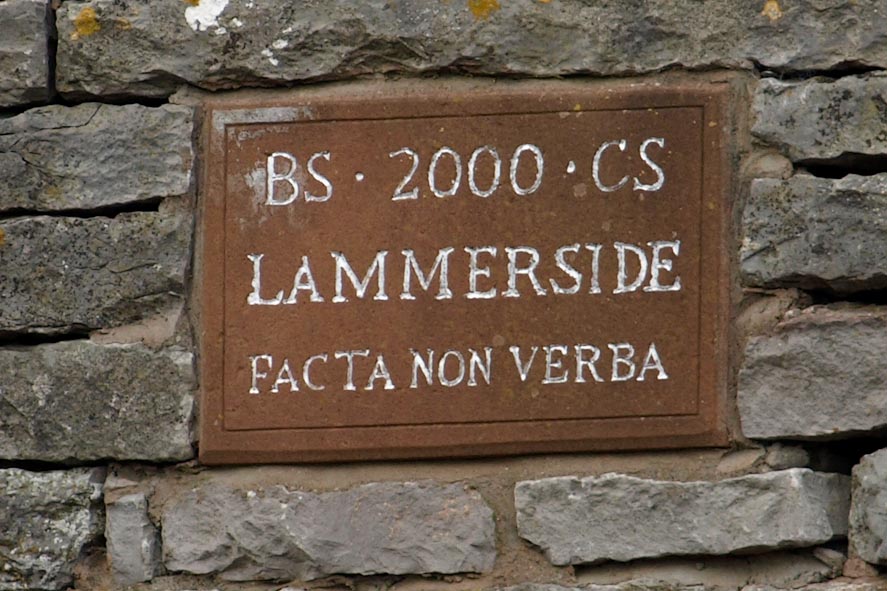 BS · 2000 · CS
LAMMERSIDE
FACTA NON VERBA